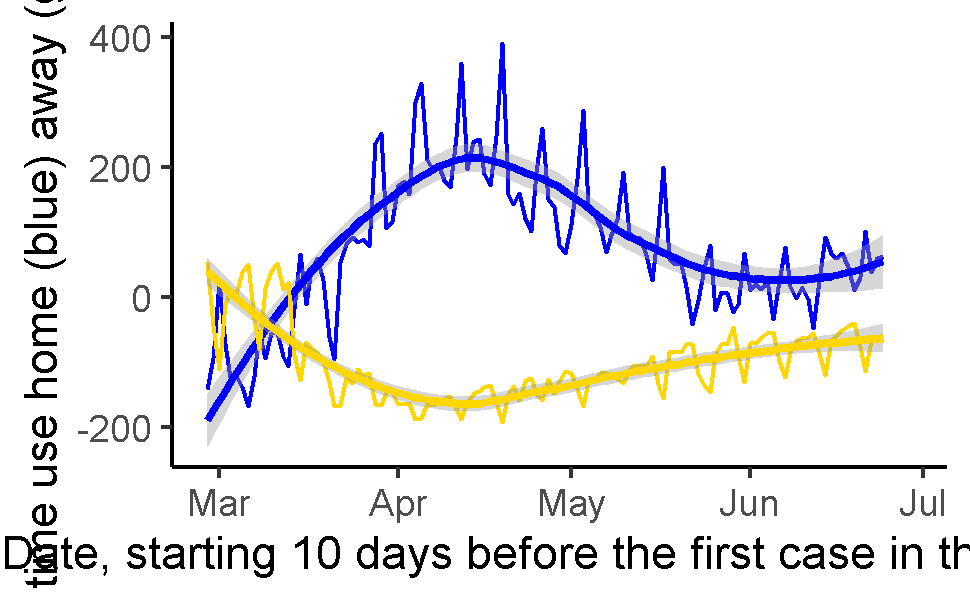 time use home (blue) away (
400
200
0
-200
Mar Apr May Jun Jul
Date, starting 10 days before the first case in th